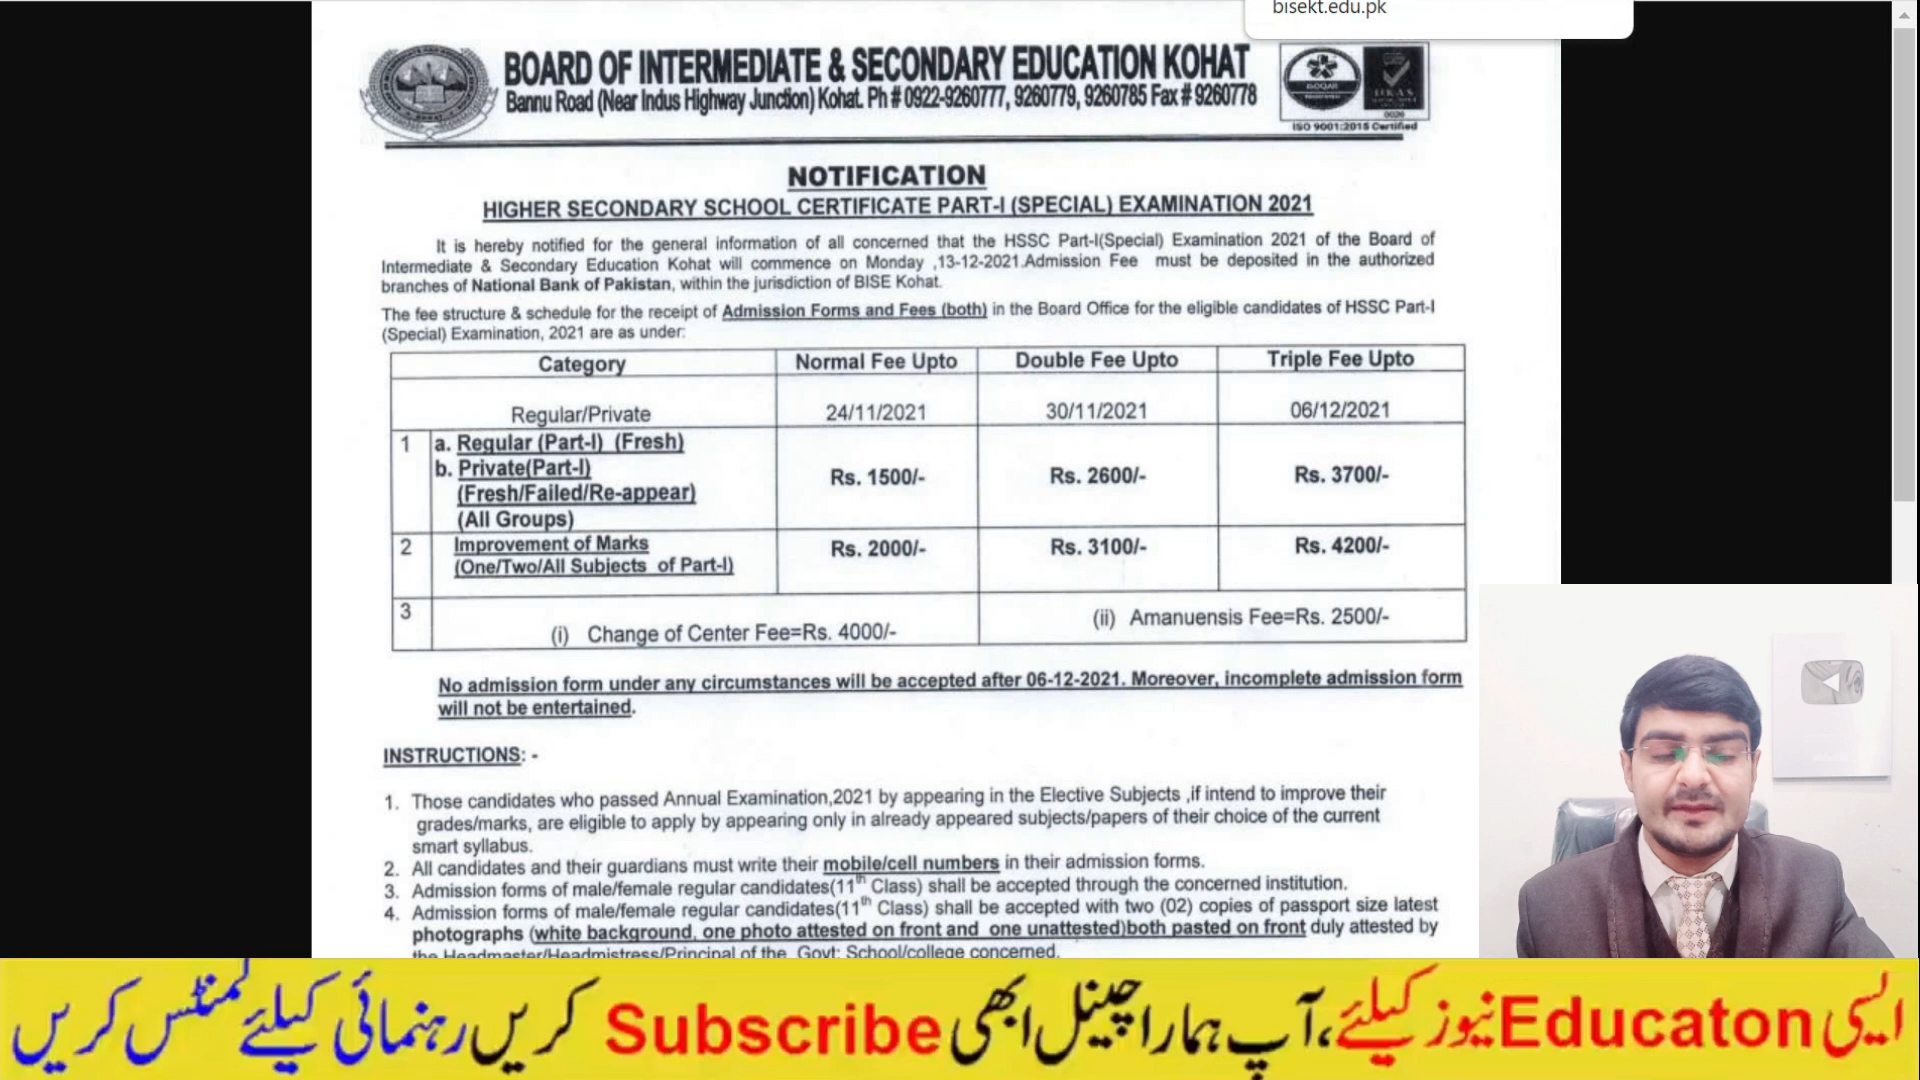 bisekt.edu.pk
BOARD OF INTERMEDIATE & SECONDARY EDUCATION KOHAT
Bannu Road (Near Indus Highway Junction) Kohat. Ph # 0922-9260777, 9260779, 9260785 Fax # 9260778
ISOQAR
UKAS
0026
ISO 9001:2015 Certified
NOTIFICATION
HIGHER SECONDARY SCHOOL CERTIFICATE PART-I (SPECIAL) EXAMINATION 2021
It is hereby notified for the general information of all concerned that the HSSC Part-I(Special) Examination 2021 of the Board of
Intermediate & Secondary Education Kohat will commence on Monday ,13-12-2021.Admission Fee must be deposited in the authorized
branches of National Bank of Pakistan, within the jurisdiction of BISE Kohat.
The fee structure & schedule for the receipt of Admission Forms and Fees (both) in the Board Office for the eligible candidates of HSSC Part-I
(Special) Examination, 2021 are as under:
Category Normal Fee Upto Double Fee Upto Triple Fee Upto
Regular/Private 24/11/2021 30/11/2021 06/12/2021
1 a. Regular (Part-I) (Fresh)
b. Private(Part-I)
(Fresh/Failed/Re-appear)
(All Groups)
Rs. 1500/- Rs. 2600/- Rs. 3700/-
2 Improvement of Marks
(One/Two/All Subjects of Part-I)
Rs. 2000/- Rs. 3100/- Rs. 4200/-
3 (i) Change of Center Fee=Rs. 4000/- (ii) Amanuensis Fee=Rs. 2500/-
No admission form under any circumstances will be accepted after 06-12-2021. Moreover, incomplete admission form
will not be entertained.
INSTRUCTIONS: -
1. Those candidates who passed Annual Examination,2021 by appearing in the Elective Subjects ,if intend to improve their
grades/marks, are eligible to apply by appearing only in already appeared subjects/papers of their choice of the current
smart syllabus.
2. All candidates and their guardians must write their mobile/cell numbers in their admission forms.
3. Admission forms of male/female regular candidates(11th Class) shall be accepted through the concerned institution.
4. Admission forms of male/female regular candidates(11th Class) shall be accepted with two (02) copies of passport size latest
photographs (white background, one photo attested on front and one unattested)both pasted on front duly attested by
the Headmaster/Headmistress/Principal of the Govt: School/college concerned.
ایسی Educaton نیوز کیلئے، آپ ہمارا چینل ابھی Subscribe کریں رہنمائی کیلئے کمنٹس کریں